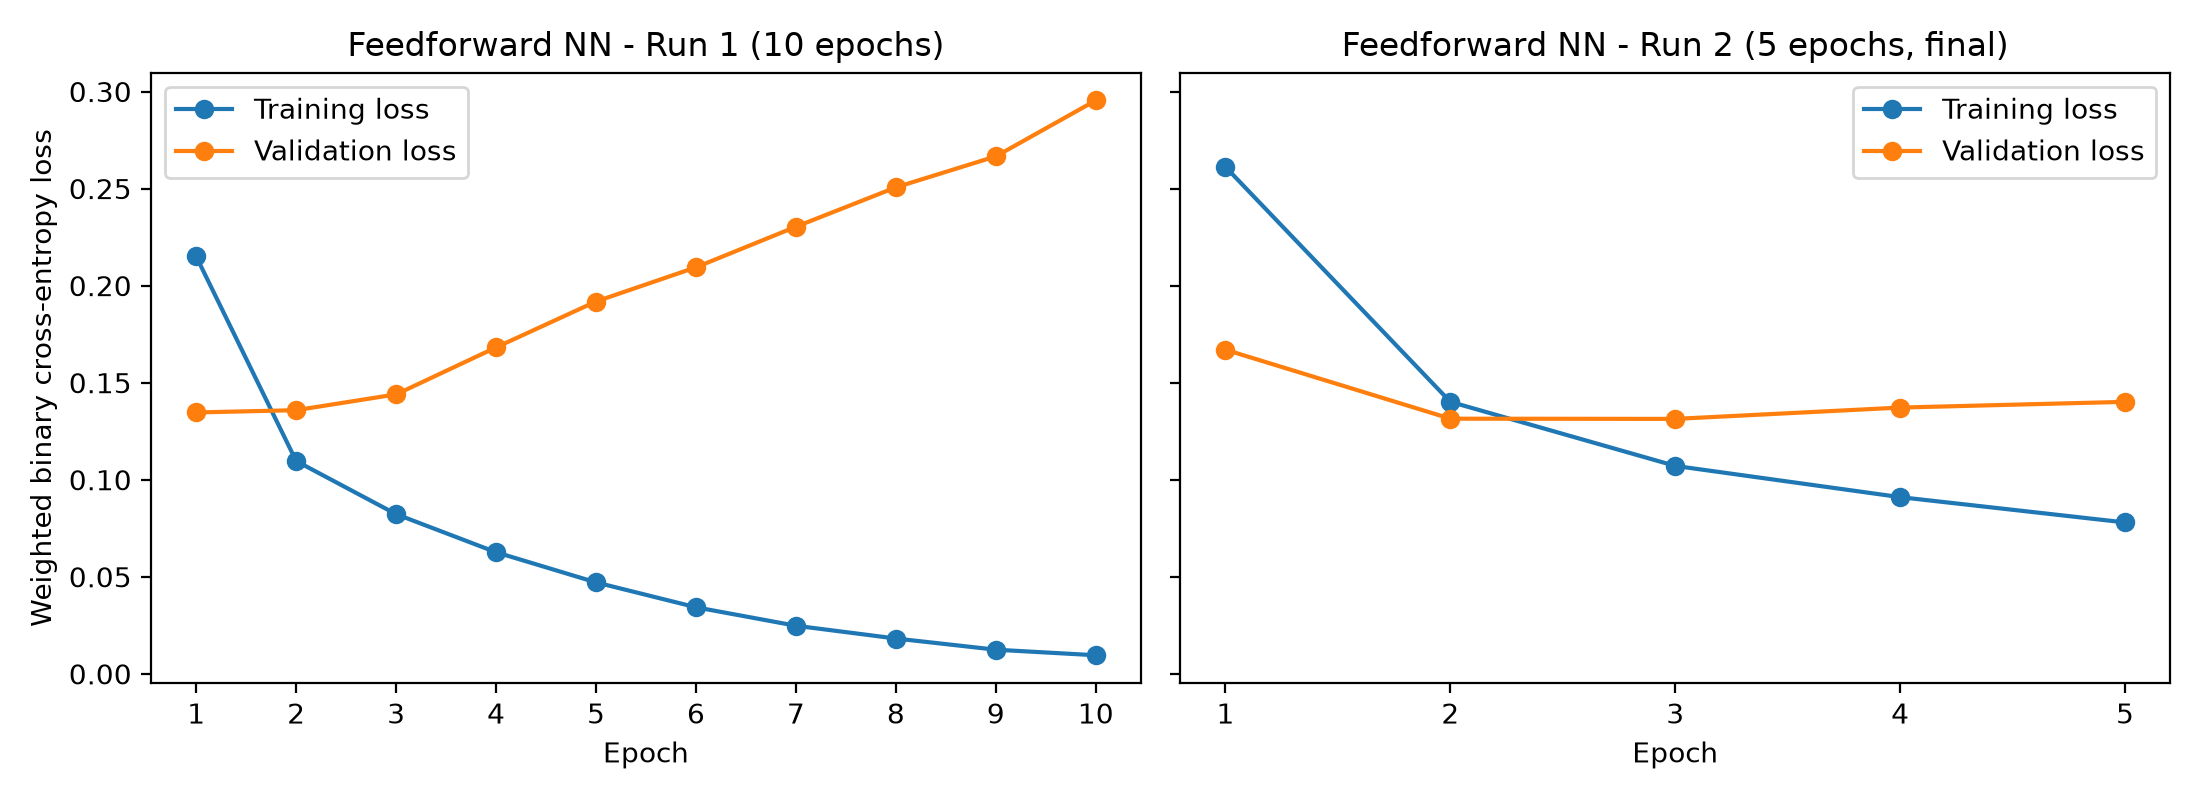 Feedforward NN - Run 1 (10 epochs)
Training loss
Validation loss
Weighted binary cross-entropy loss
0.30
0.25
0.20
0.15
0.10
0.05
0.00
1 2 3 4 5 6 7 8 9 10
Epoch
Feedforward NN - Run 2 (5 epochs, final)
Training loss
Validation loss
1 2 3 4 5
Epoch